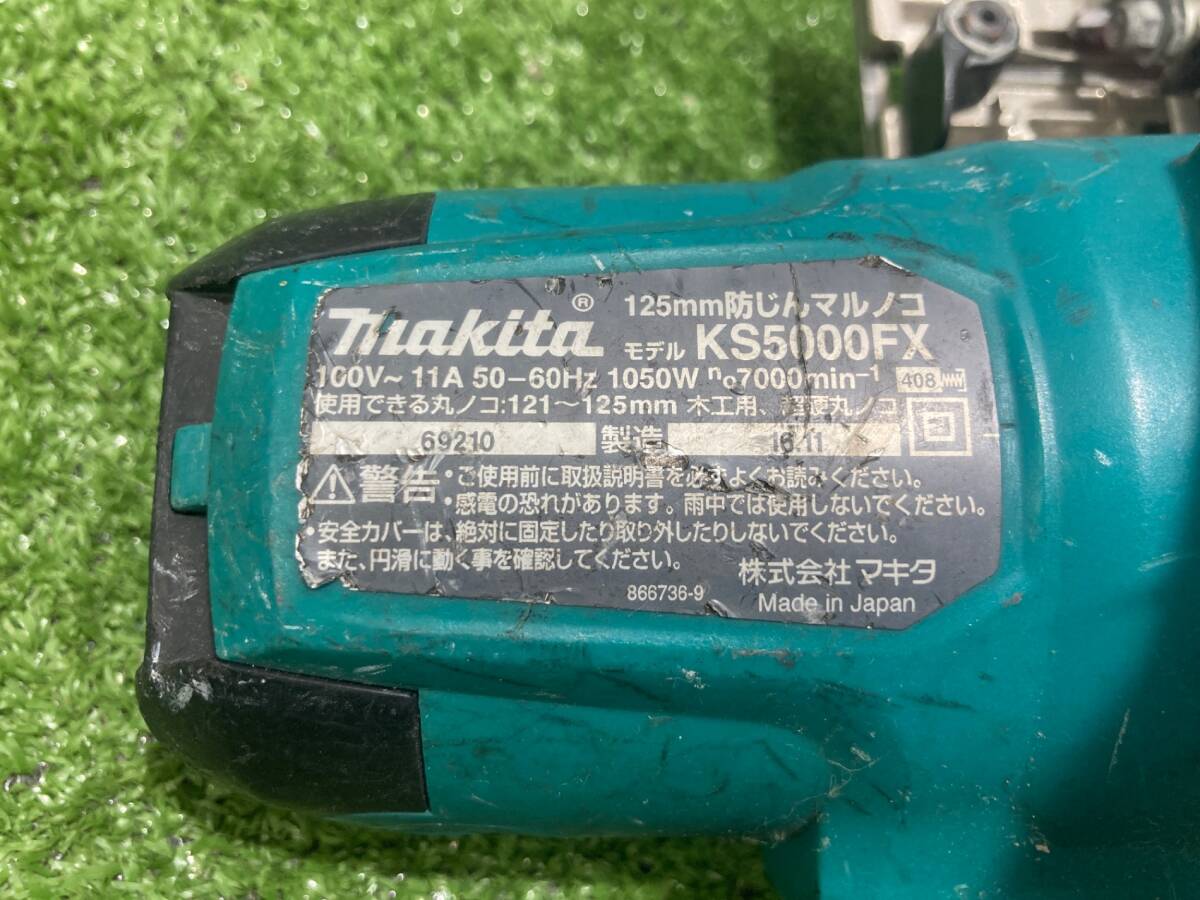 makita®
125mm防じんマルノコ
モデル KS5000FX
100V～ 11A 50－60Hz 1050W n₀7000min⁻¹ 408
使用できる丸ノコ:121～125mm 木工用、超硬丸ノコ
69210 製造 16.11
警告・ご使用前に取扱説明書を必ずよくお読みください。
・感電の恐れがあります。雨中では使用しないでください。
・安全カバーは、絶対に固定したり取り外したりしないでください。
また、円滑に動く事を確認してください。
866736-9
株式会社 マキタ
Made in Japan